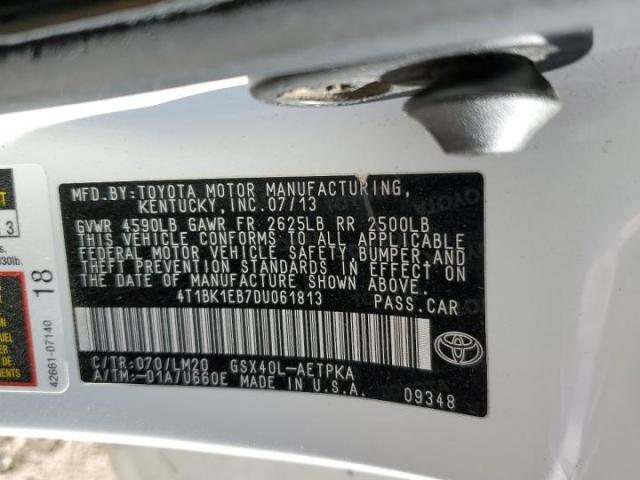 MFD.BY:TOYOTA MOTOR MANUFACTURING,
KENTUCKY, INC.07/13
GVWR 4590LB GAWR FR 2625LB RR 2500LB
THIS VEHICLE CONFORMS TO ALL APPLICABLE
FEDERAL MOTOR VEHICLE SAFETY, BUMPER,AND
THEFT PREVENTION STANDARDS IN EFFECT ON
THE DATE OF MANUFACTURE SHOWN ABOVE.
4T1BK1EB7DU061813 PASS.CAR
C/TR:070/LM20 GSX40L-AETPKA
A/TM:-01A/U660E MADE IN U.S.A.
TOYOTA
09348
18
42661-07140